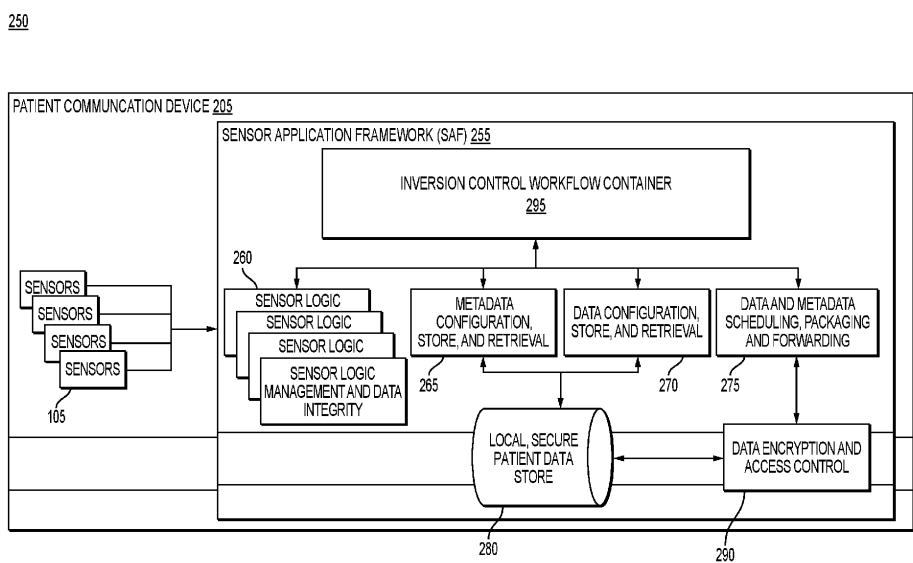 250
PATIENT COMMUNCATION DEVICE 205
SENSOR APPLICATION FRAMEWORK (SAF) 255
INVERSION CONTROL WORKFLOW CONTAINER
295
260
SENSORS
SENSORS
SENSORS
SENSORS
105
SENSOR LOGIC
SENSOR LOGIC
SENSOR LOGIC
SENSOR LOGIC
MANAGEMENT AND DATA
INTEGRITY
METADATA
CONFIGURATION,
STORE, AND RETRIEVAL
265
DATA CONFIGURATION,
STORE, AND RETRIEVAL
270
DATA AND METADATA
SCHEDULING, PACKAGING
AND FORWARDING
275
LOCAL, SECURE
PATIENT DATA
STORE
280
DATA ENCRYPTION AND
ACCESS CONTROL
290